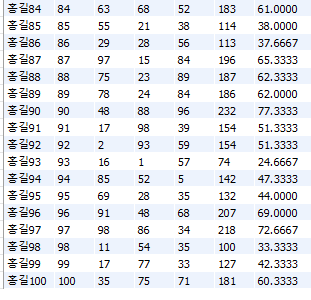 홍길84 84 63 68 52 183 61.0000
홍길85 85 55 21 38 114 38.0000
홍길86 86 29 28 56 113 37.6667
홍길87 87 97 15 84 196 65.3333
홍길88 88 75 23 89 187 62.3333
홍길89 89 78 24 84 186 62.0000
홍길90 90 48 88 96 232 77.3333
홍길91 91 17 98 39 154 51.3333
홍길92 92 2 93 59 154 51.3333
홍길93 93 16 1 57 74 24.6667
홍길94 94 85 52 5 142 47.3333
홍길95 95 69 28 35 132 44.0000
홍길96 96 91 48 68 207 69.0000
홍길97 97 98 86 34 218 72.6667
홍길98 98 11 54 35 100 33.3333
홍길99 99 17 77 33 127 42.3333
홍길100 100 35 75 71 181 60.3333